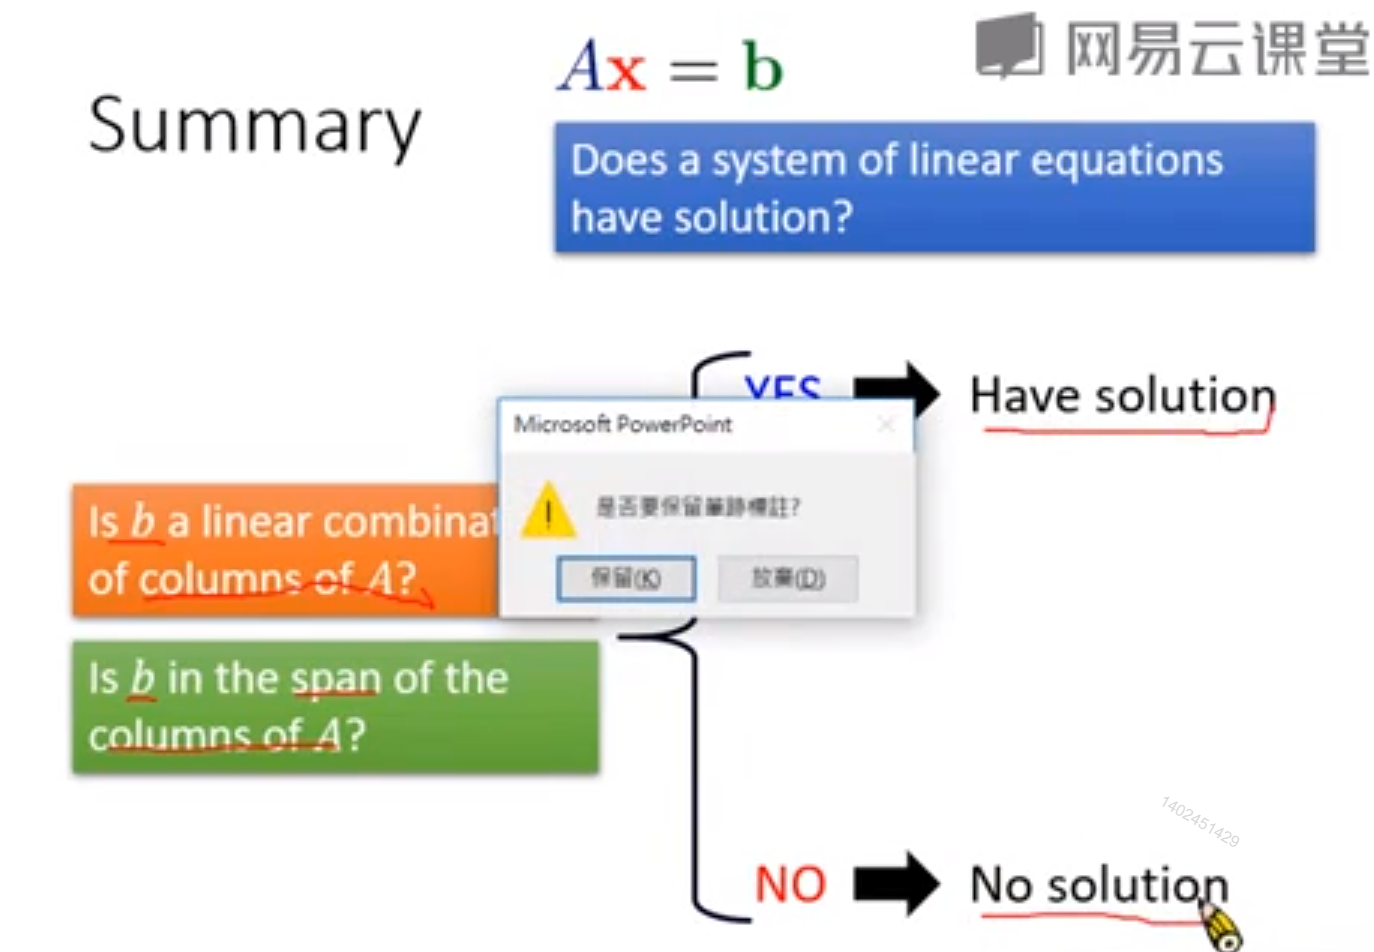 网易云课堂
Ax = b
Summary
Does a system of linear equations
have solution?
YES
Have solution
Microsoft PowerPoint
是否要保留筆跡標註?
保留(K)
放棄(D)
Is b a linear combinat
of columns of A?
Is b in the span of the
columns of A?
1402451429
NO
No solution